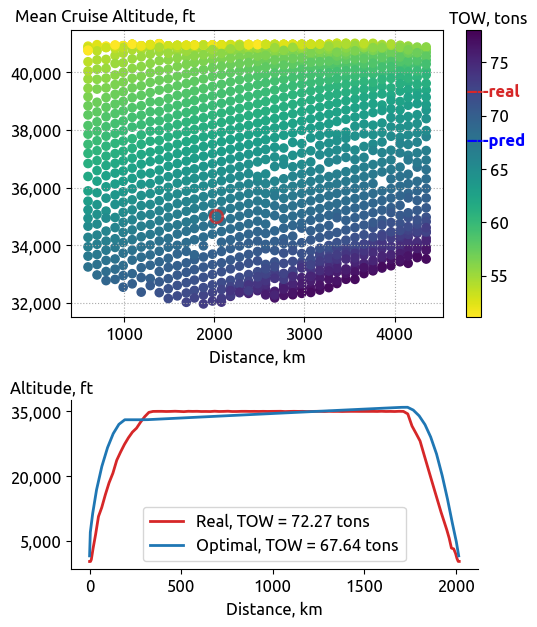 Mean Cruise Altitude, ft
TOW, tons
40,000
38,000
36,000
34,000
32,000
1000
2000
3000
4000
Distance, km
75
real
70
pred
65
60
55
Altitude, ft
35,000
20,000
5,000
Real, TOW = 72.27 tons
Optimal, TOW = 67.64 tons
0
500
1000
1500
2000
Distance, km